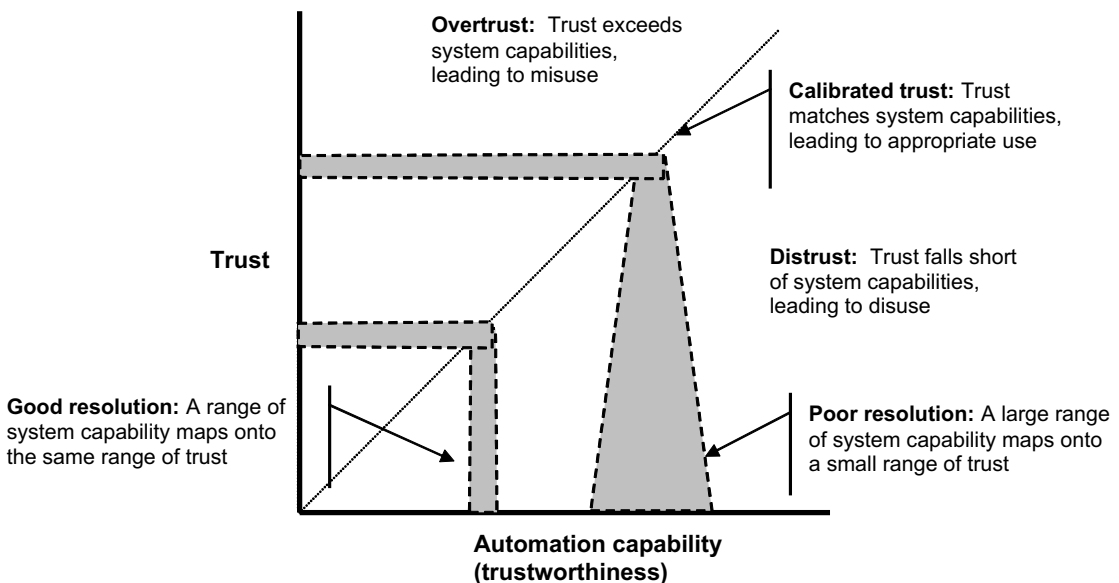 Overtrust: Trust exceeds
system capabilities,
leading to misuse
Calibrated trust: Trust
matches system capabilities,
leading to appropriate use
Trust
Distrust: Trust falls short
of system capabilities,
leading to disuse
Good resolution: A range of
system capability maps onto
the same range of trust
Poor resolution: A large range
of system capability maps onto
a small range of trust
Automation capability
(trustworthiness)